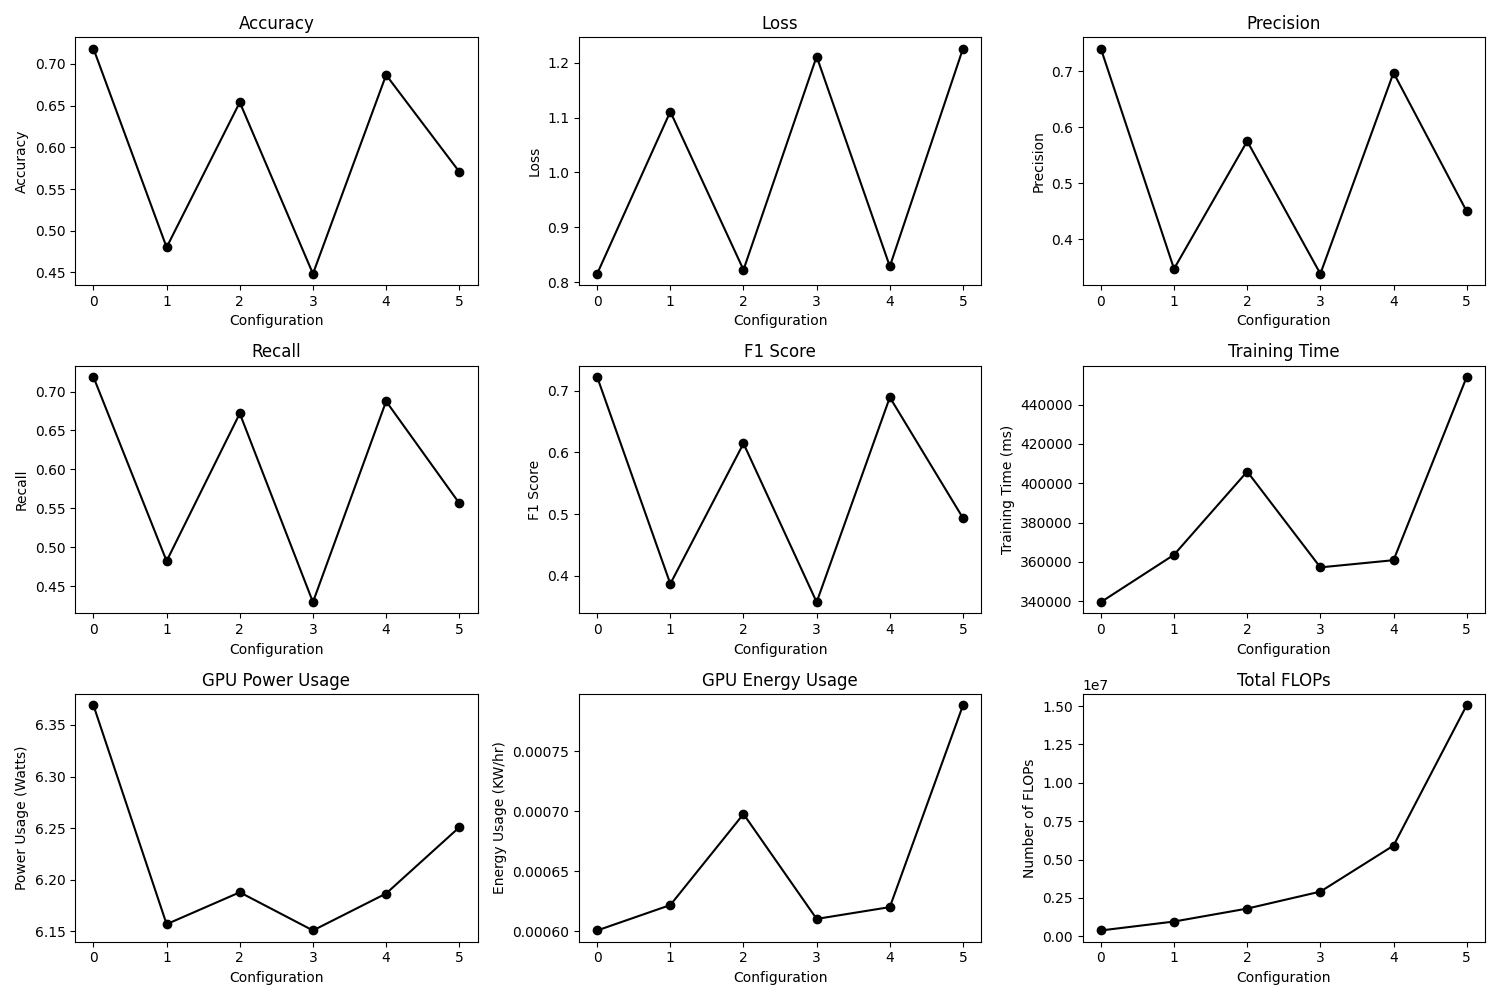 Accuracy
Accuracy
0.70
0.65
0.60
0.55
0.50
0.45
0 1 2 3 4 5
Configuration
Loss
Loss
1.2
1.1
1.0
0.9
0.8
0 1 2 3 4 5
Configuration
Precision
Precision
0.7
0.6
0.5
0.4
0 1 2 3 4 5
Configuration
Recall
Recall
0.70
0.65
0.60
0.55
0.50
0.45
0 1 2 3 4 5
Configuration
F1 Score
F1 Score
0.7
0.6
0.5
0.4
0 1 2 3 4 5
Configuration
Training Time
Training Time (ms)
440000
420000
400000
380000
360000
340000
0 1 2 3 4 5
Configuration
GPU Power Usage
Power Usage (Watts)
6.35
6.30
6.25
6.20
6.15
0 1 2 3 4 5
Configuration
GPU Energy Usage
Energy Usage (KW/hr)
0.00075
0.00070
0.00065
0.00060
0 1 2 3 4 5
Configuration
Total FLOPs
1e7
Number of FLOPs
1.50
1.25
1.00
0.75
0.50
0.25
0.00
0 1 2 3 4 5
Configuration